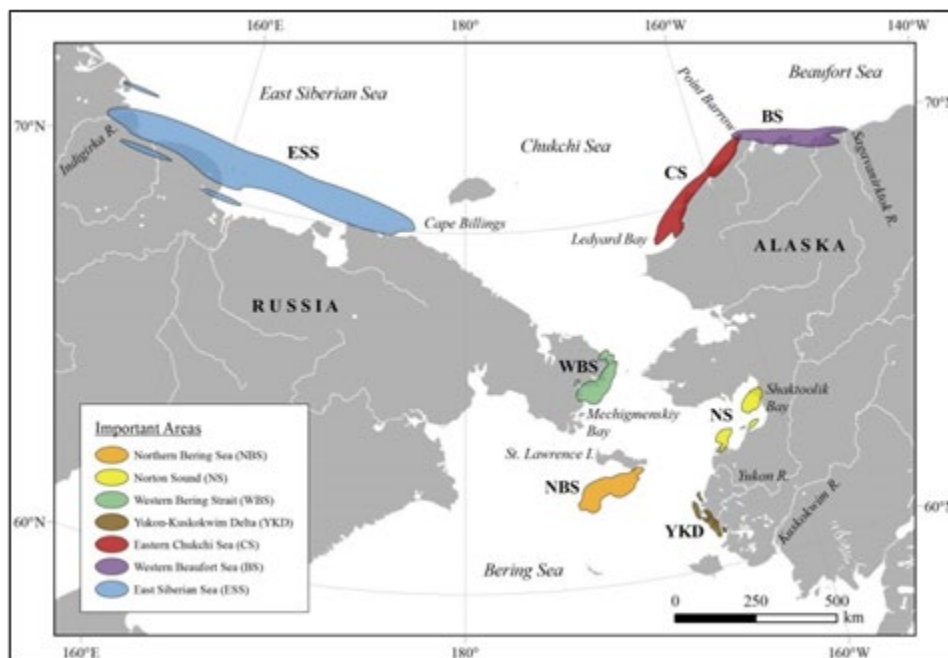 160°E
180°
160°W
140°W
Beaufort Sea
Point Barrow
East Siberian Sea
BS
70°N
70°N
Indigirka R.
ESS
Chukchi Sea
Sagavanirktok R.
CS
Cape Billings
Ledyard Bay
ALASKA
RUSSIA
WBS
Shaktoolik
Bay
Mechigmenskiy
Bay
NS
Important Areas
Northern Bering Sea (NBS)
Norton Sound (NS)
Western Bering Strait (WBS)
Yukon-Kuskokwim Delta (YKD)
Eastern Chukchi Sea (CS)
Western Beaufort Sea (BS)
East Siberian Sea (ESS)
St. Lawrence I.
Yukon R.
NBS
Kuskokwim R.
60°N
60°N
YKD
Bering Sea
0 250 500
km
160°E
180°
160°W